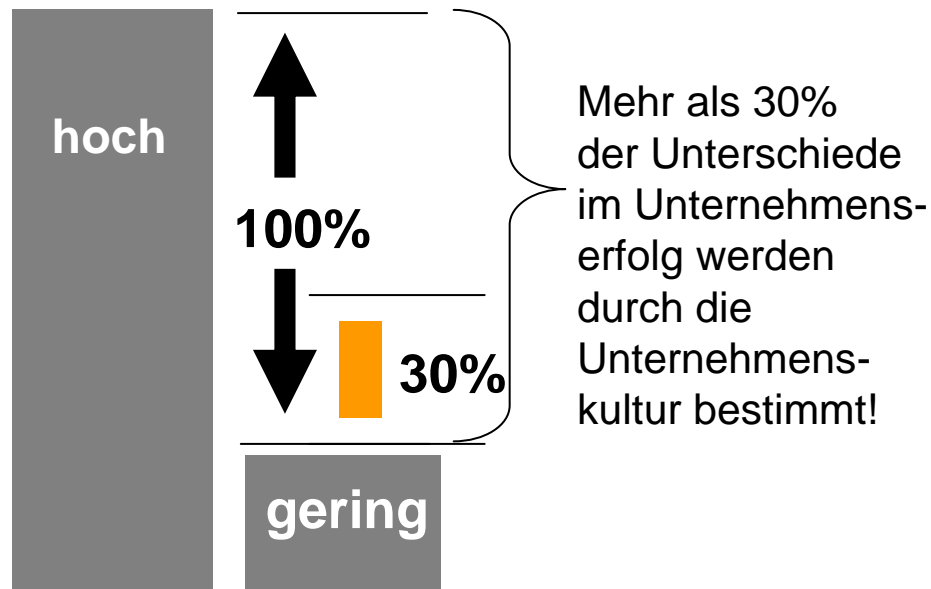 hoch
100%
30%
gering
Mehr als 30%
der Unterschiede
im Unternehmens-
erfolg werden
durch die
Unternehmens-
kultur bestimmt!